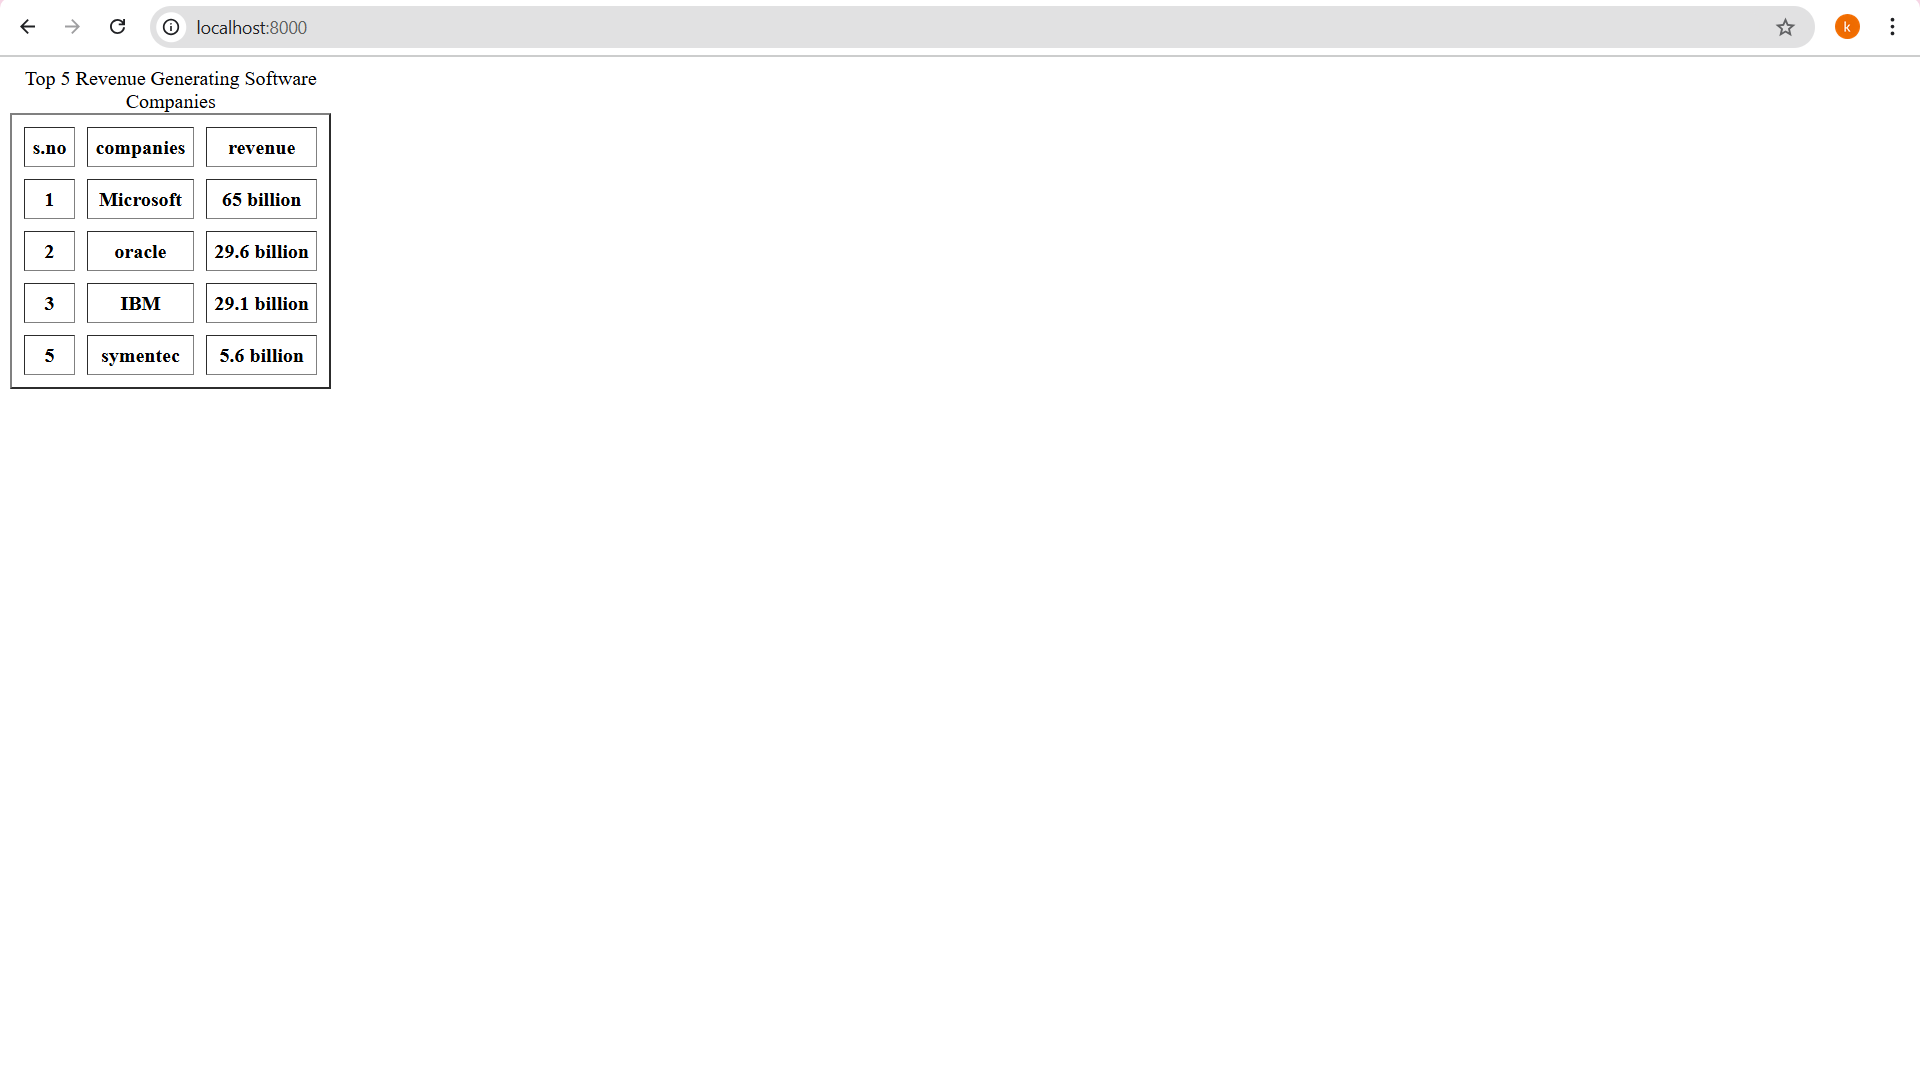 localhost:8000
k
Top 5 Revenue Generating Software
Companies
s.no companies revenue
1 Microsoft 65 billion
2 oracle 29.6 billion
3 IBM 29.1 billion
5 symentec 5.6 billion